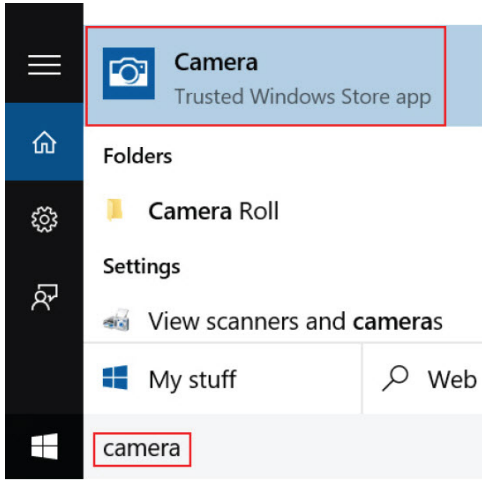 Camera
Trusted Windows Store app
Folders
Camera Roll
Settings
View scanners and cameras
My stuff
Web
camera